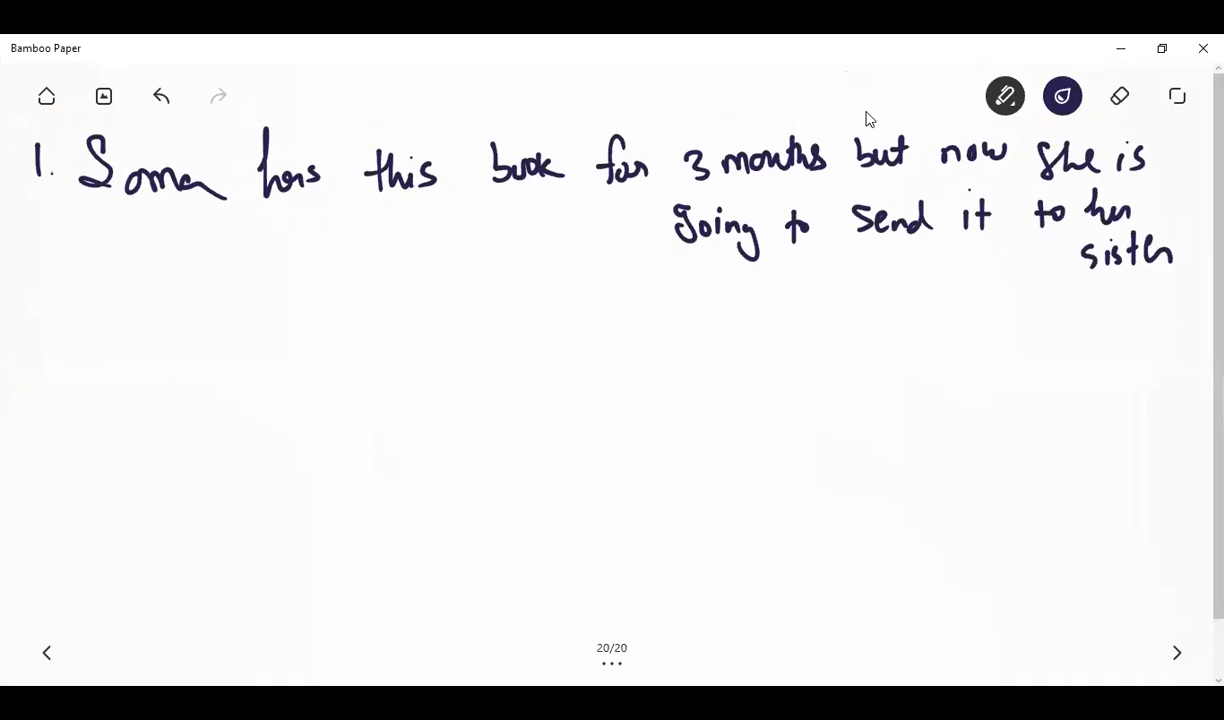 Bamboo Paper
1. Soma has this book for 3 months but now she is
going to send it to her
sister
20/20